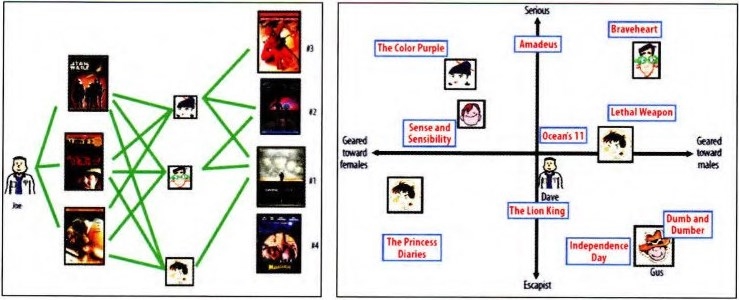 STAR
WARS
Joe
#3
#2
#1
#4
Serious
The Color Purple
Amadeus
Braveheart
Lethal Weapon
Sense and
Sensibility
Ocean's 11
Geared
toward
females
Geared
toward
males
Dave
The Lion King
The Princess
Diaries
Independence
Day
Dumb and
Dumber
Gus
Escapist